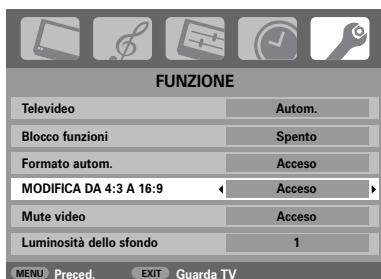 FUNZIONE
Televideo Autom.
Blocco funzioni Spento
Formato autom. Acceso
MODIFICA DA 4:3 A 16:9 Acceso
Mute video Acceso
Luminosità dello sfondo 1
MENU Preced. EXIT Guarda TV